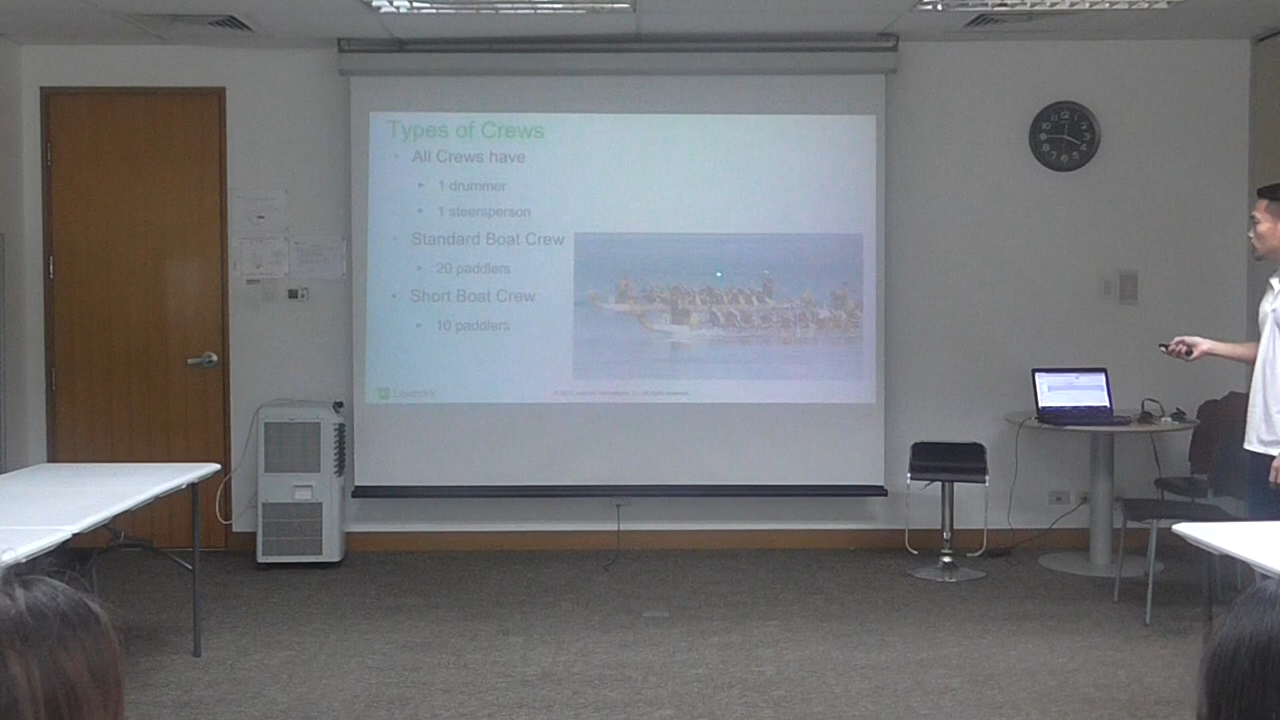 Types of Crews
• All Crews have
► 1 drummer
► 1 steersperson
• Standard Boat Crew
► 20 paddlers
• Short Boat Crew
► 10 paddlers
Lexmark